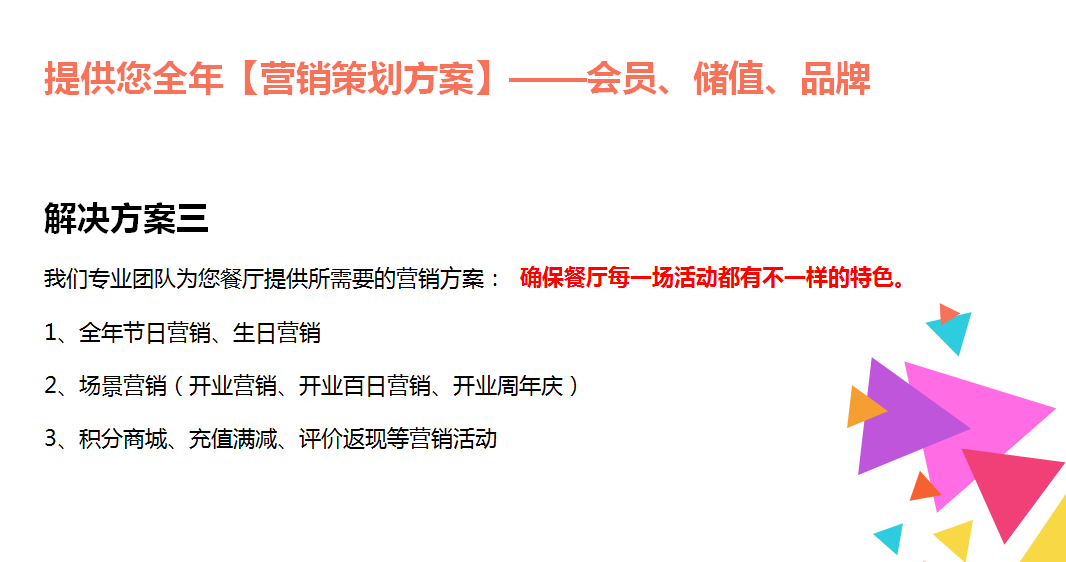 提供您全年【营销策划方案】——会员、储值、品牌
解决方案三
我们专业团队为您餐厅提供所需要的营销方案： 确保餐厅每一场活动都有不一样的特色。
1、全年节日营销、生日营销
2、场景营销（开业营销、开业百日营销、开业周年庆）
3、积分商城、充值满减、评价返现等营销活动